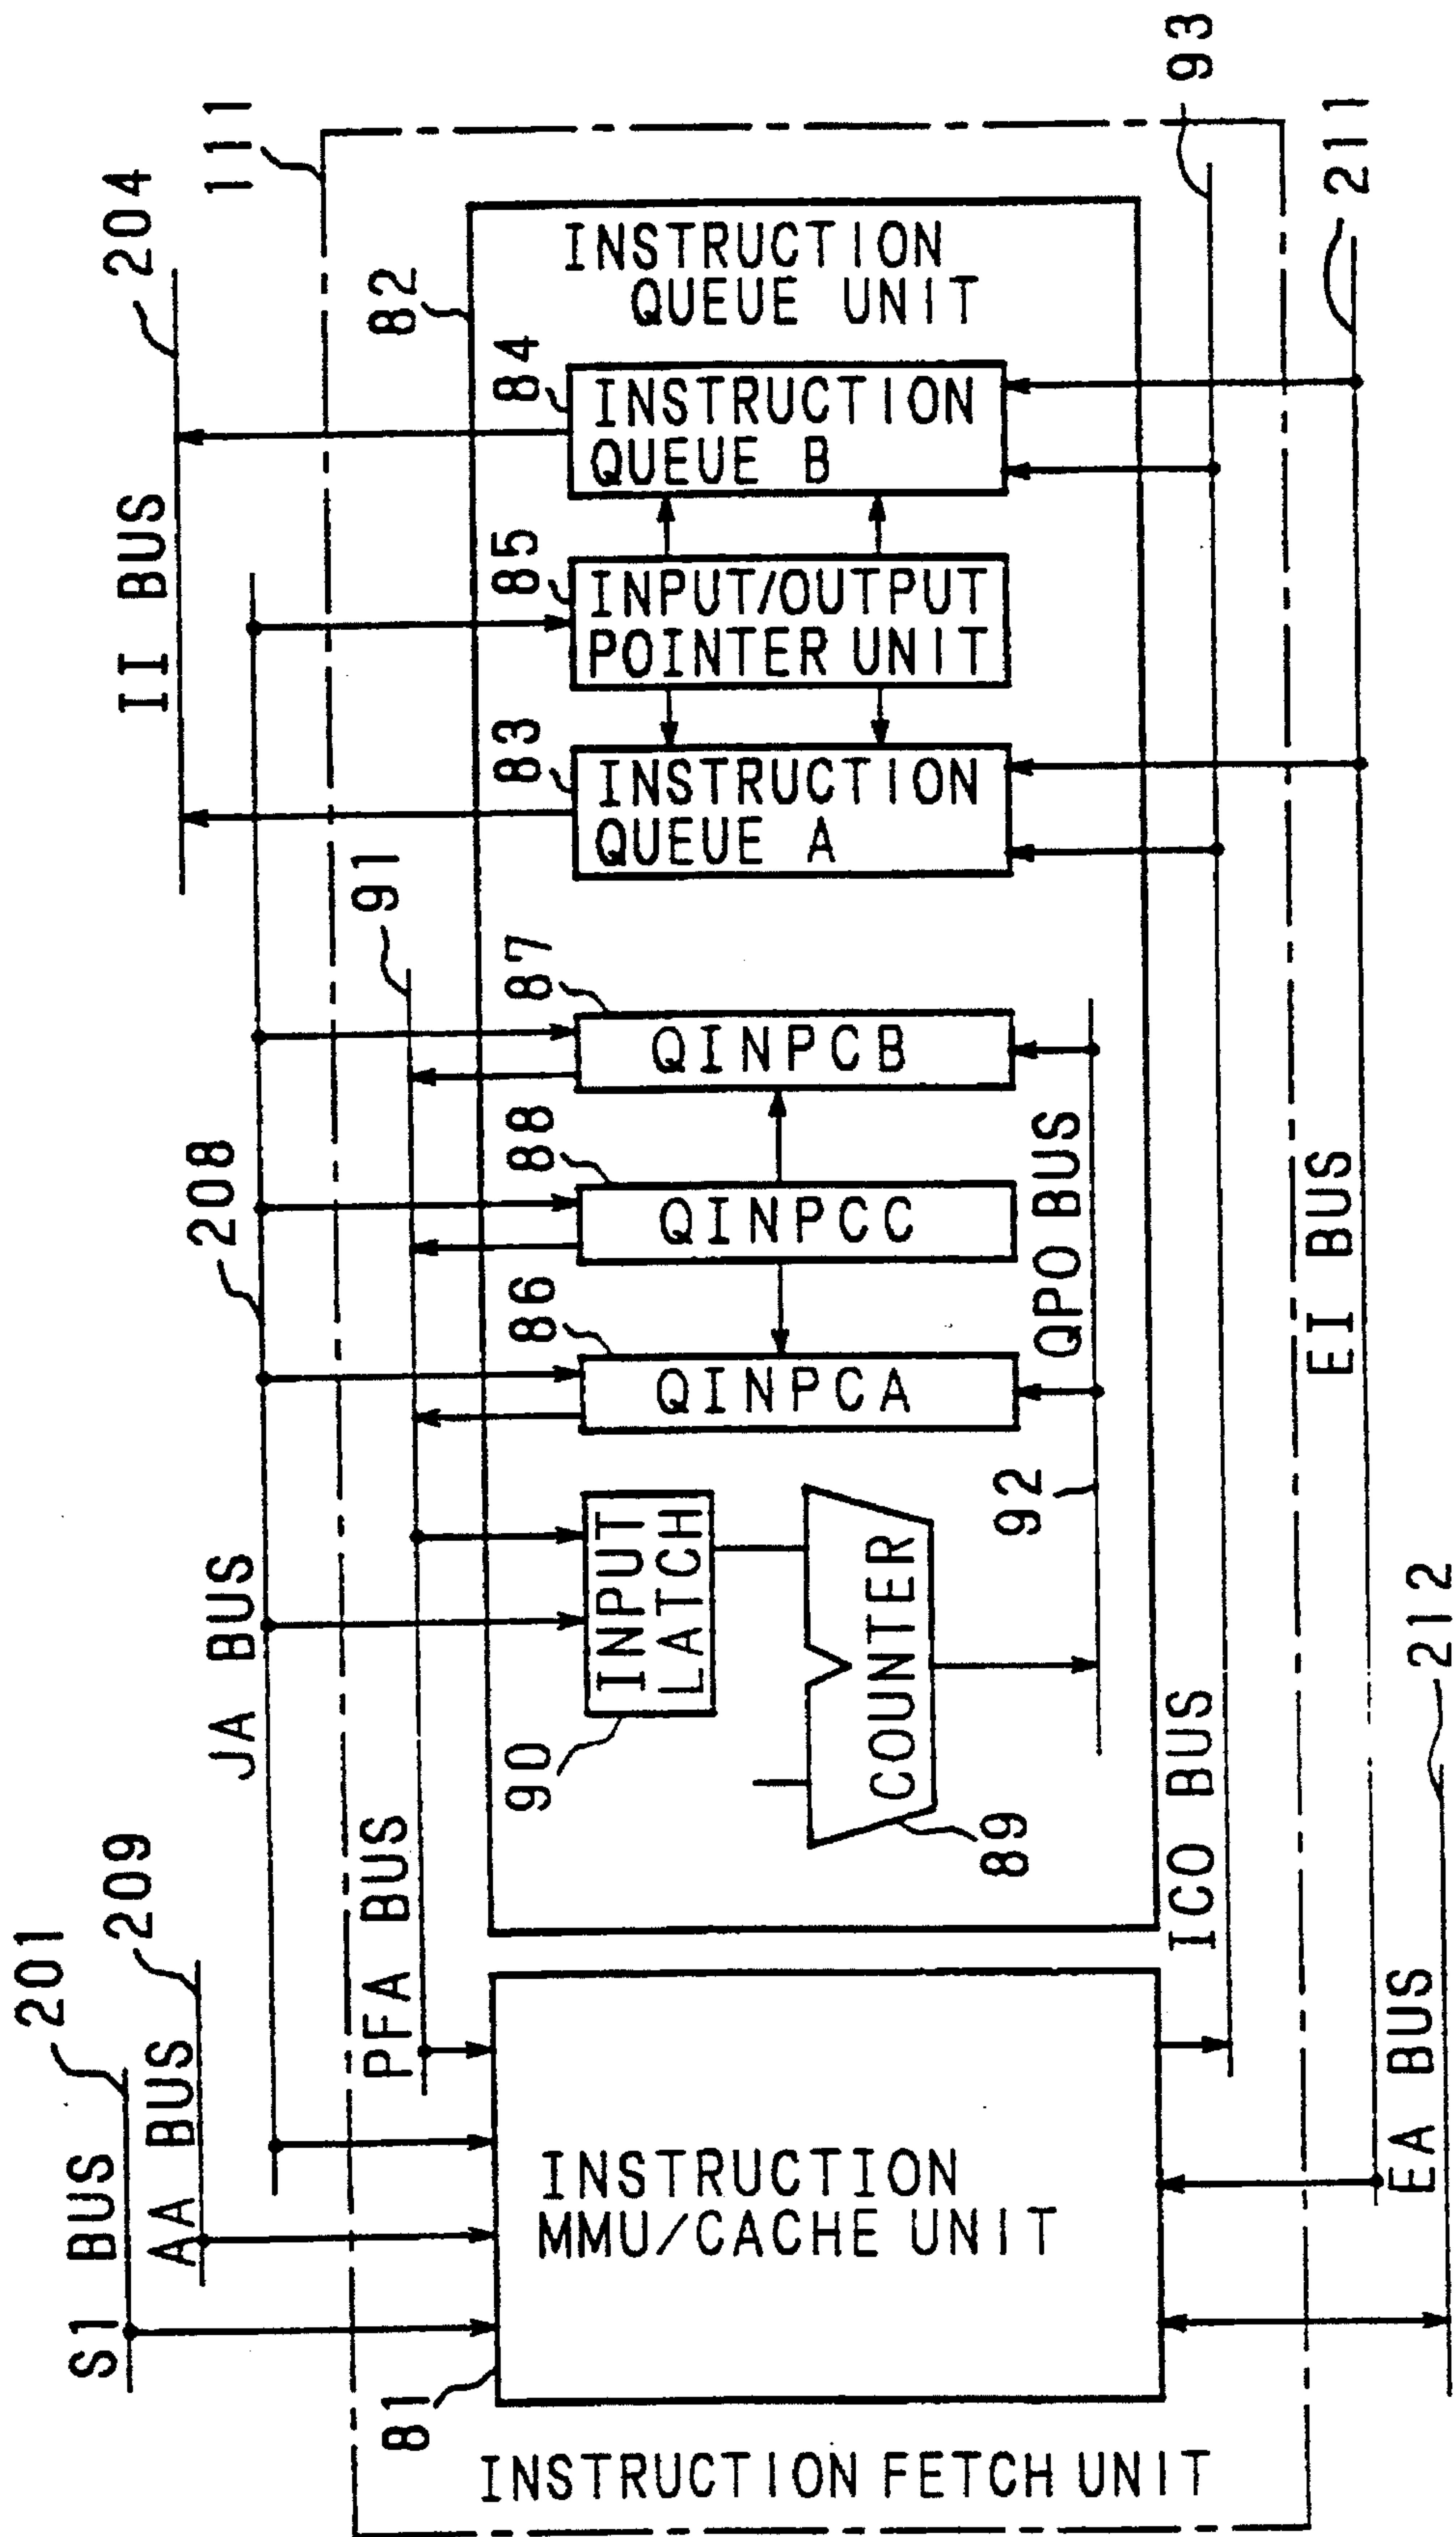 S1 BUS
201
AA BUS
209
JA BUS
208
II BUS
204
111
PFA BUS
91
81
INSTRUCTION
MMU/CACHE UNIT
INSTRUCTION FETCH UNIT
82
INSTRUCTION
QUEUE UNIT
90
INPUT
LATCH
COUNTER
89
86
QINPCA
88
QINPCC
87
QINPCB
QPO BUS
92
83
INSTRUCTION
QUEUE A
85
INPUT/OUTPUT
POINTER UNIT
84
INSTRUCTION
QUEUE B
ICO BUS
93
EI BUS
211
EA BUS
212